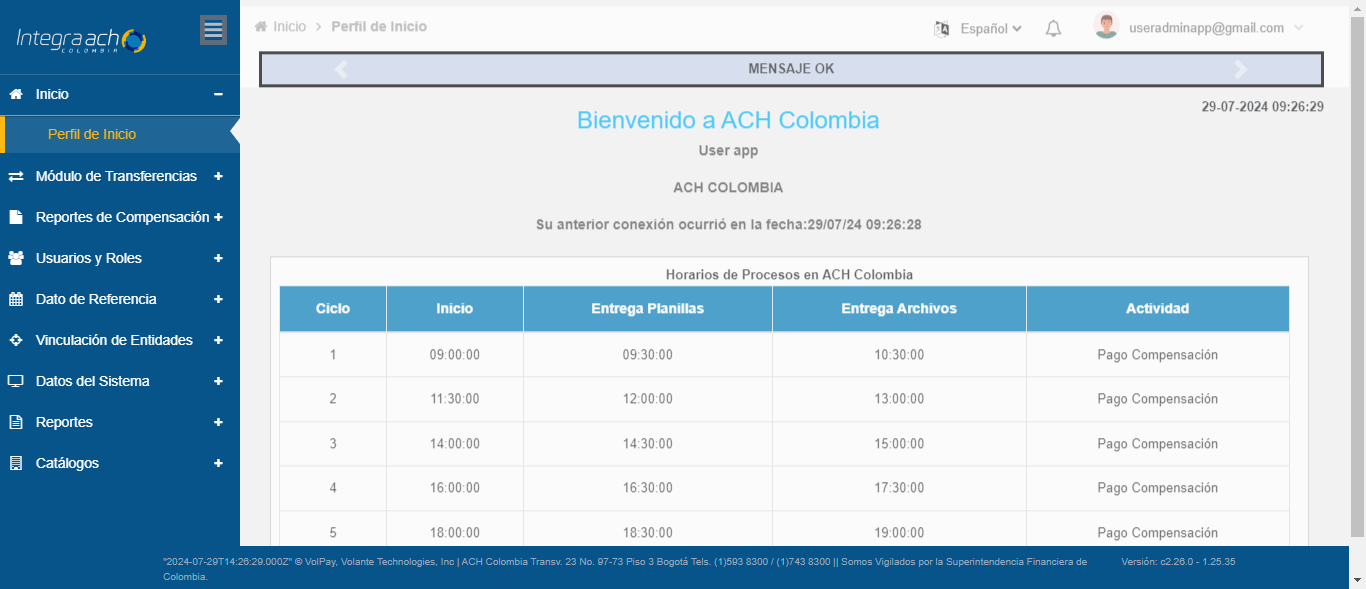 Integra ach
COLOMBIA
Inicio
Perfil de Inicio
Módulo de Transferencias +
Reportes de Compensación +
Usuarios y Roles +
Dato de Referencia +
Vinculación de Entidades +
Datos del Sistema +
Reportes +
Catálogos +
Inicio > Perfil de Inicio
Español
useradminapp@gmail.com
MENSAJE OK
29-07-2024 09:26:29
Bienvenido a ACH Colombia
User app
ACH COLOMBIA
Su anterior conexión ocurrió en la fecha:29/07/24 09:26:28
Horarios de Procesos en ACH Colombia
Ciclo Inicio Entrega Planillas Entrega Archivos Actividad
1 09:00:00 09:30:00 10:30:00 Pago Compensación
2 11:30:00 12:00:00 13:00:00 Pago Compensación
3 14:00:00 14:30:00 15:00:00 Pago Compensación
4 16:00:00 16:30:00 17:30:00 Pago Compensación
5 18:00:00 18:30:00 19:00:00 Pago Compensación
"2024-07-29T14:26:29.000Z" © VolPay, Volante Technologies, Inc | ACH Colombia Transv. 23 No. 97-73 Piso 3 Bogotá Tels. (1)593 8300 / (1)743 8300 || Somos Vigilados por la Superintendencia Financiera de
Colombia.
Versión: c2.26.0 - 1.25.35